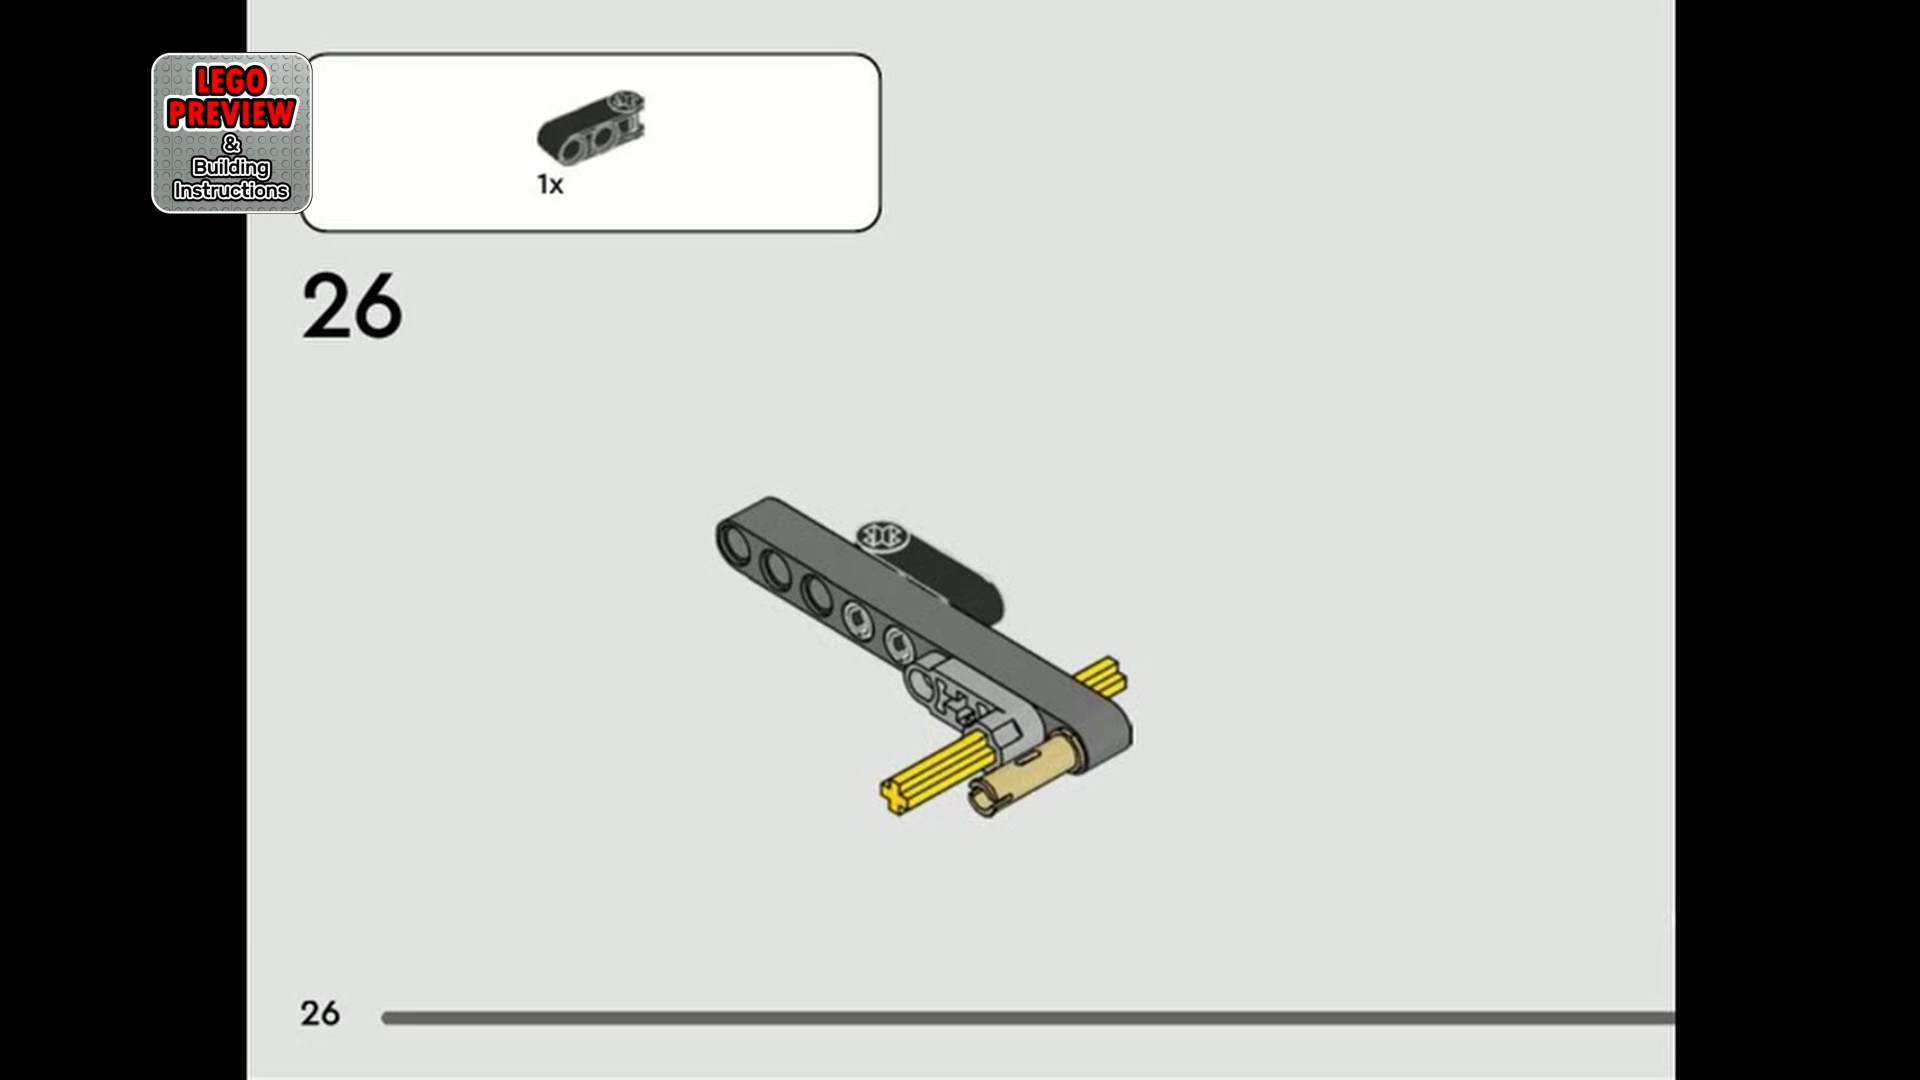 LEGO
PREVIEW
&
Building
Instructions
1x
26
26